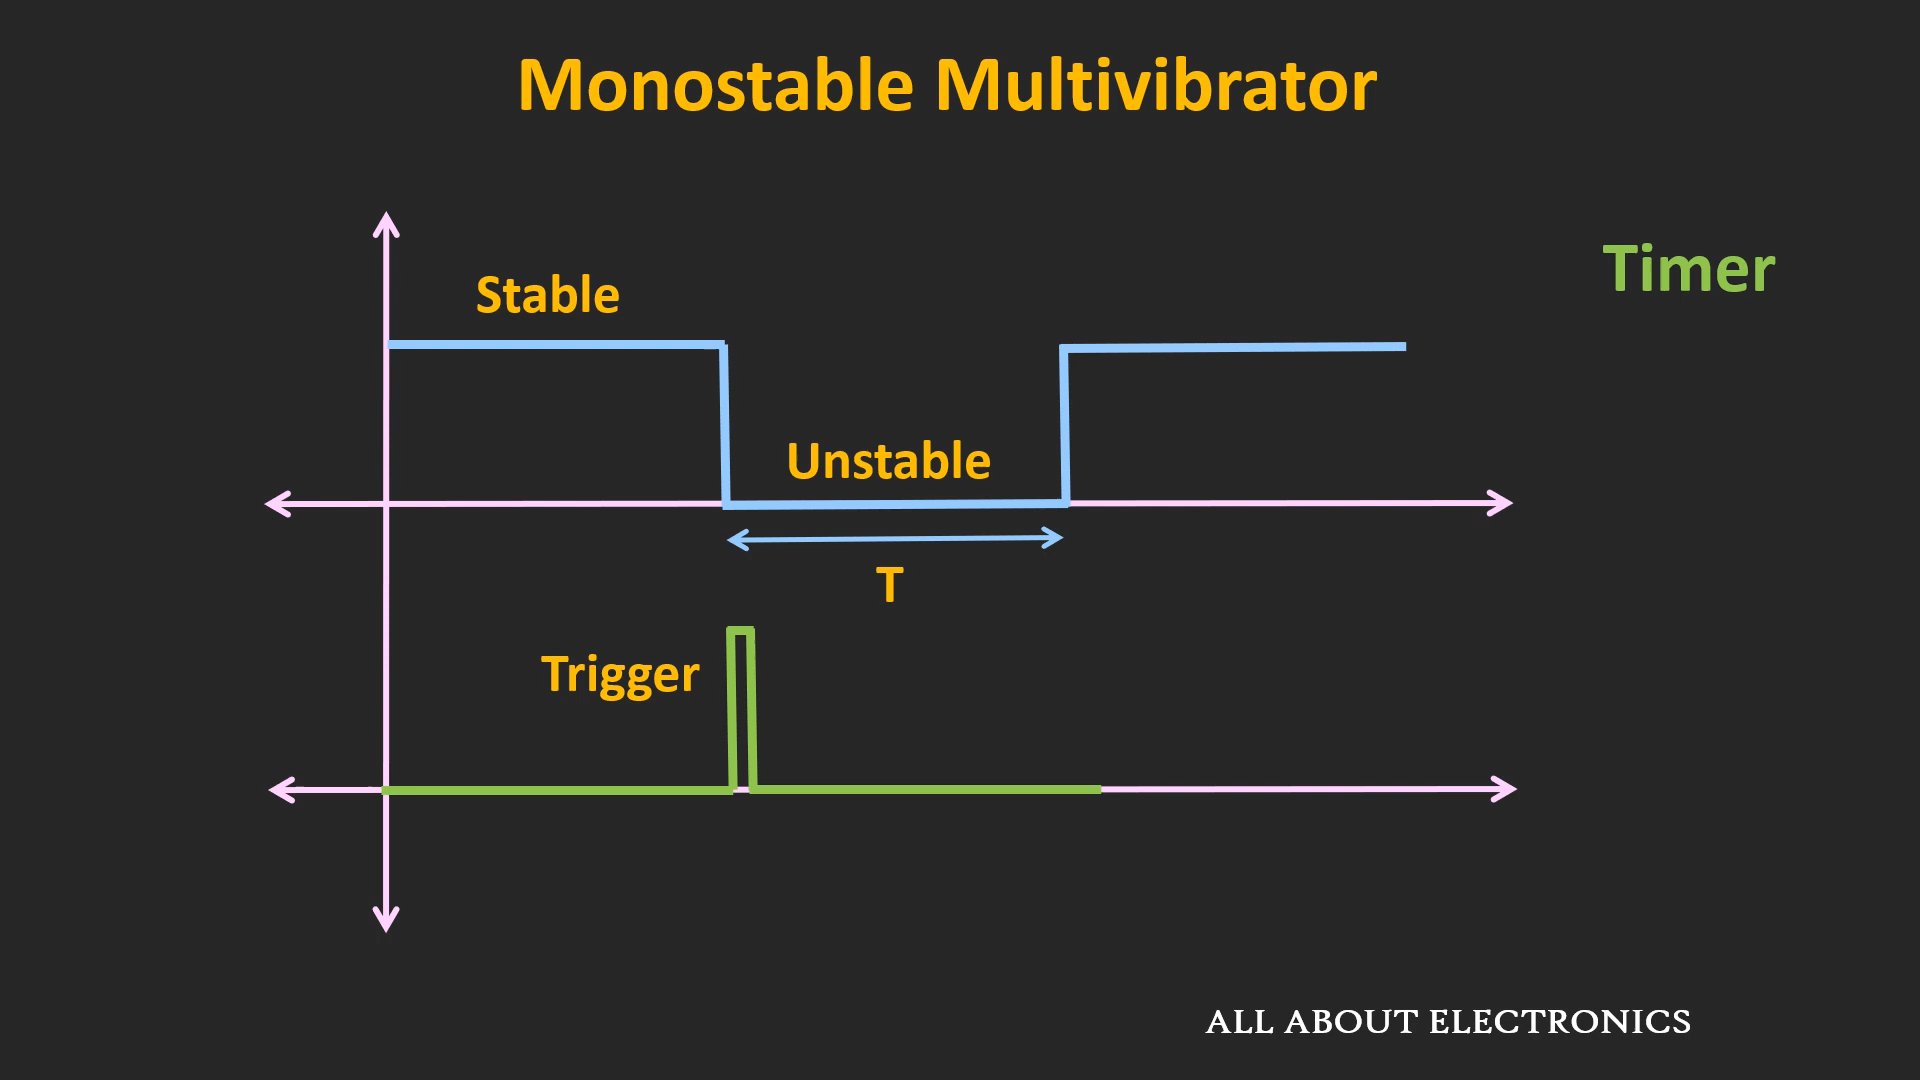 Monostable Multivibrator
Timer
Stable
Unstable
T
Trigger
ALL ABOUT ELECTRONICS